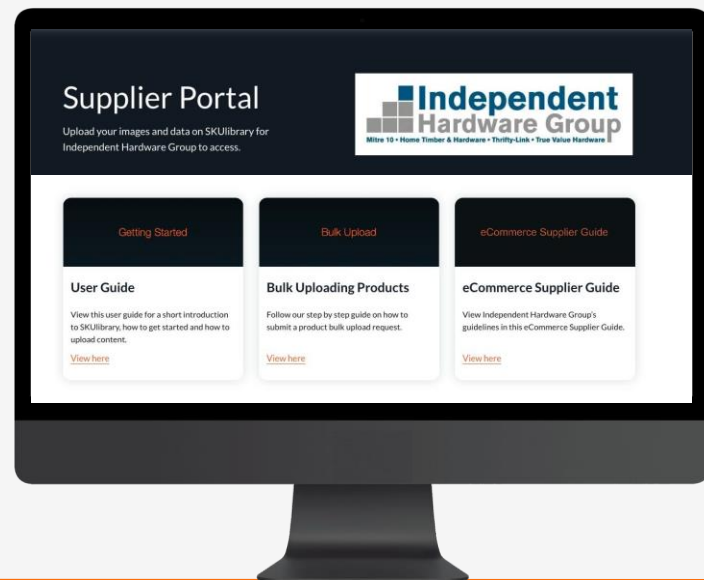 Supplier Portal
Upload your images and data on SKUlibrary for
Independent Hardware Group to access.
Independent
Hardware Group
Mitre 10 • Home Timber & Hardware • Thrifty-Link • True Value Hardware
Getting Started
User Guide
View this user guide for a short introduction
to SKUlibrary, how to get started and how to
upload content.
View here
Bulk Upload
Bulk Uploading Products
Follow our step by step guide on how to
submit a product bulk upload request.
View here
eCommerce Supplier Guide
eCommerce Supplier Guide
View Independent Hardware Group's
guidelines in this eCommerce Supplier Guide.
View here